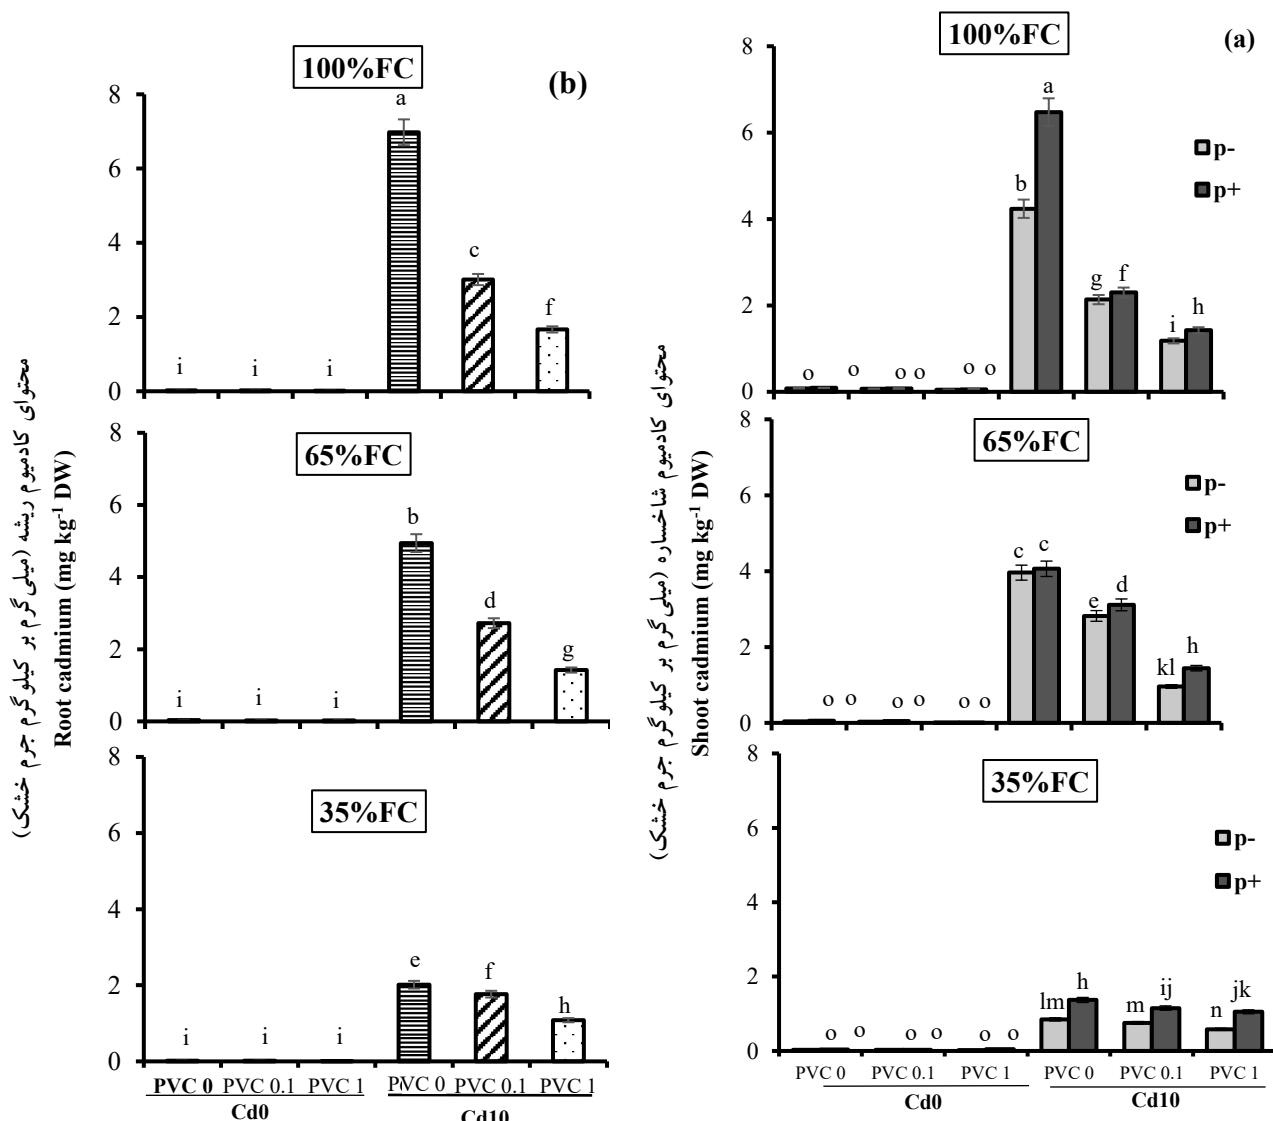 100%FC
(b)
8
6
4
2
0
i
i
i
a
c
f
65%FC
8
6
4
2
0
i
i
i
b
d
g
35%FC
8
6
4
2
0
i
i
i
e
f
h
PVC 0 PVC 0.1 PVC 1 PVC 0 PVC 0.1 PVC 1
Cd0 Cd10
محتوای کادمیوم ریشه (میلی گرم بر کیلوگرم جرم خشک)
Root cadmium (mg kg⁻¹ DW)
100%FC
(a)
8
6
4
2
0
p-
p+
o o o o o o
b a
g f
i h
65%FC
8
6
4
2
0
p-
p+
o o o o o o
c c
e d
kl h
35%FC
8
6
4
2
0
p-
p+
o o o o o o
lm h
m ij
n jk
PVC 0 PVC 0.1 PVC 1 PVC 0 PVC 0.1 PVC 1
Cd0 Cd10
محتوای کادمیوم شاخساره (میلی گرم بر کیلو گرم جرم خشک)
Shoot cadmium (mg kg⁻¹ DW)